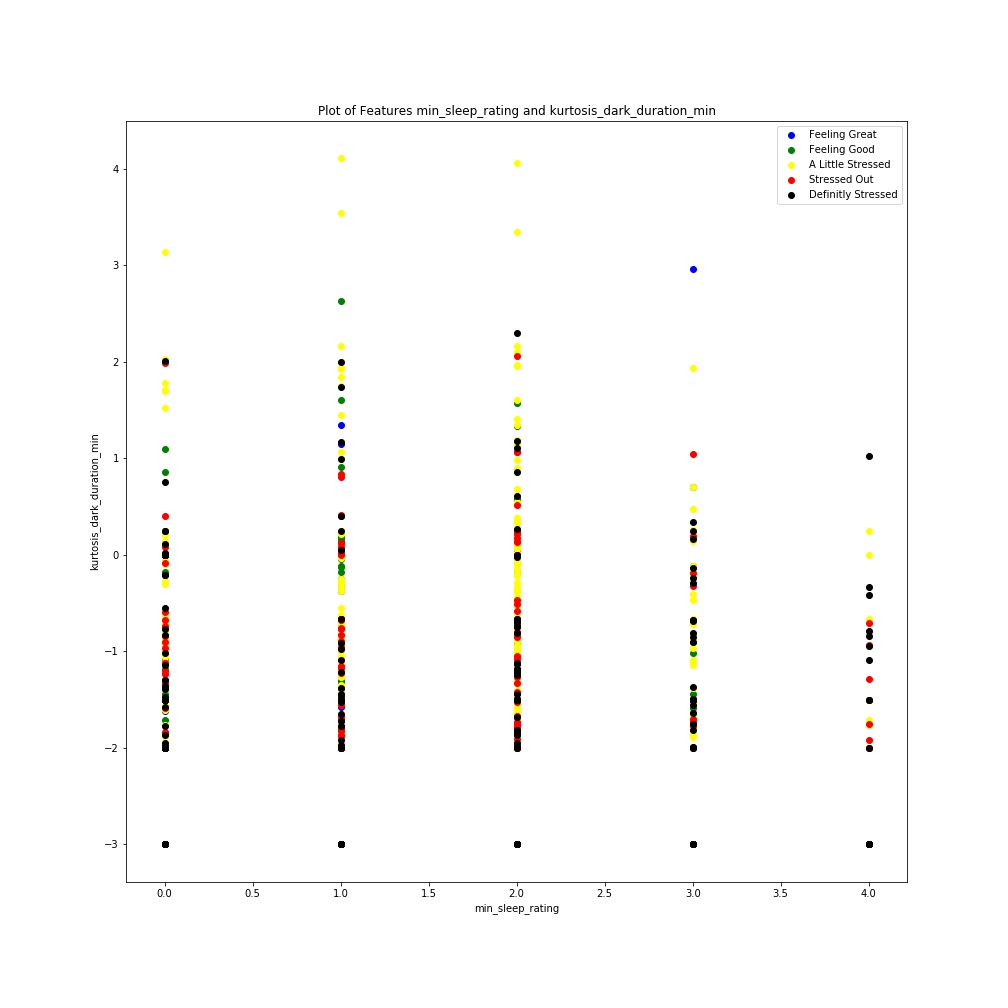 Plot of Features min_sleep_rating and kurtosis_dark_duration_min
Feeling Great
Feeling Good
A Little Stressed
Stressed Out
Definitly Stressed
4
3
2
1
0
−1
−2
−3
kurtosis_dark_duration_min
0.0 0.5 1.0 1.5 2.0 2.5 3.0 3.5 4.0
min_sleep_rating